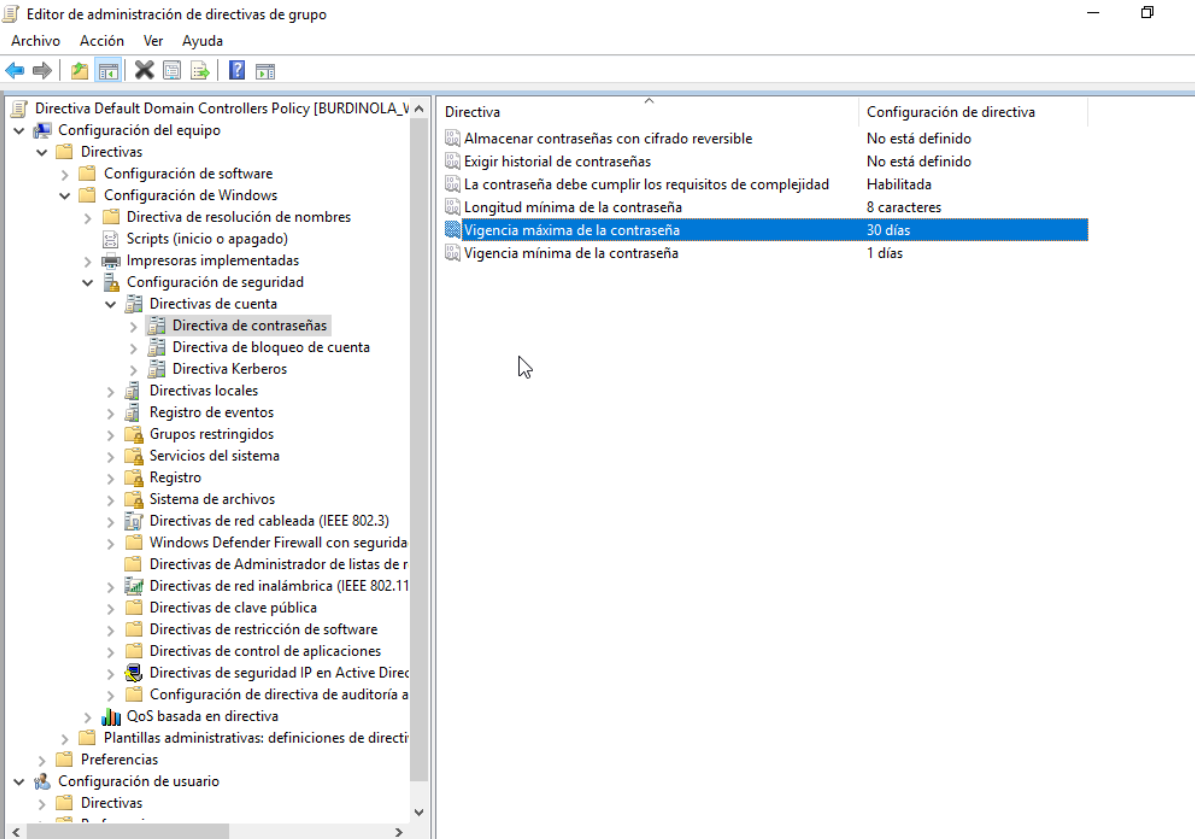 Editor de administración de directivas de grupo
Archivo Acción Ver Ayuda
Directiva Default Domain Controllers Policy [BURDINOLA_
Configuración del equipo
Directivas
Configuración de software
Configuración de Windows
Directiva de resolución de nombres
Scripts (inicio o apagado)
Impresoras implementadas
Configuración de seguridad
Directivas de cuenta
Directiva de contraseñas
Directiva de bloqueo de cuenta
Directiva Kerberos
Directivas locales
Registro de eventos
Grupos restringidos
Servicios del sistema
Registro
Sistema de archivos
Directivas de red cableada (IEEE 802.3)
Windows Defender Firewall con segurida
Directivas de Administrador de listas de r
Directivas de red inalámbrica (IEEE 802.11
Directivas de clave pública
Directivas de restricción de software
Directivas de control de aplicaciones
Directivas de seguridad IP en Active Direc
Configuración de directiva de auditoría a
QoS basada en directiva
Plantillas administrativas: definiciones de directi
Preferencias
Configuración de usuario
Directivas
Directiva Configuración de directiva
Almacenar contraseñas con cifrado reversible No está definido
Exigir historial de contraseñas No está definido
La contraseña debe cumplir los requisitos de complejidad Habilitada
Longitud mínima de la contraseña 8 caracteres
Vigencia máxima de la contraseña 30 días
Vigencia mínima de la contraseña 1 días